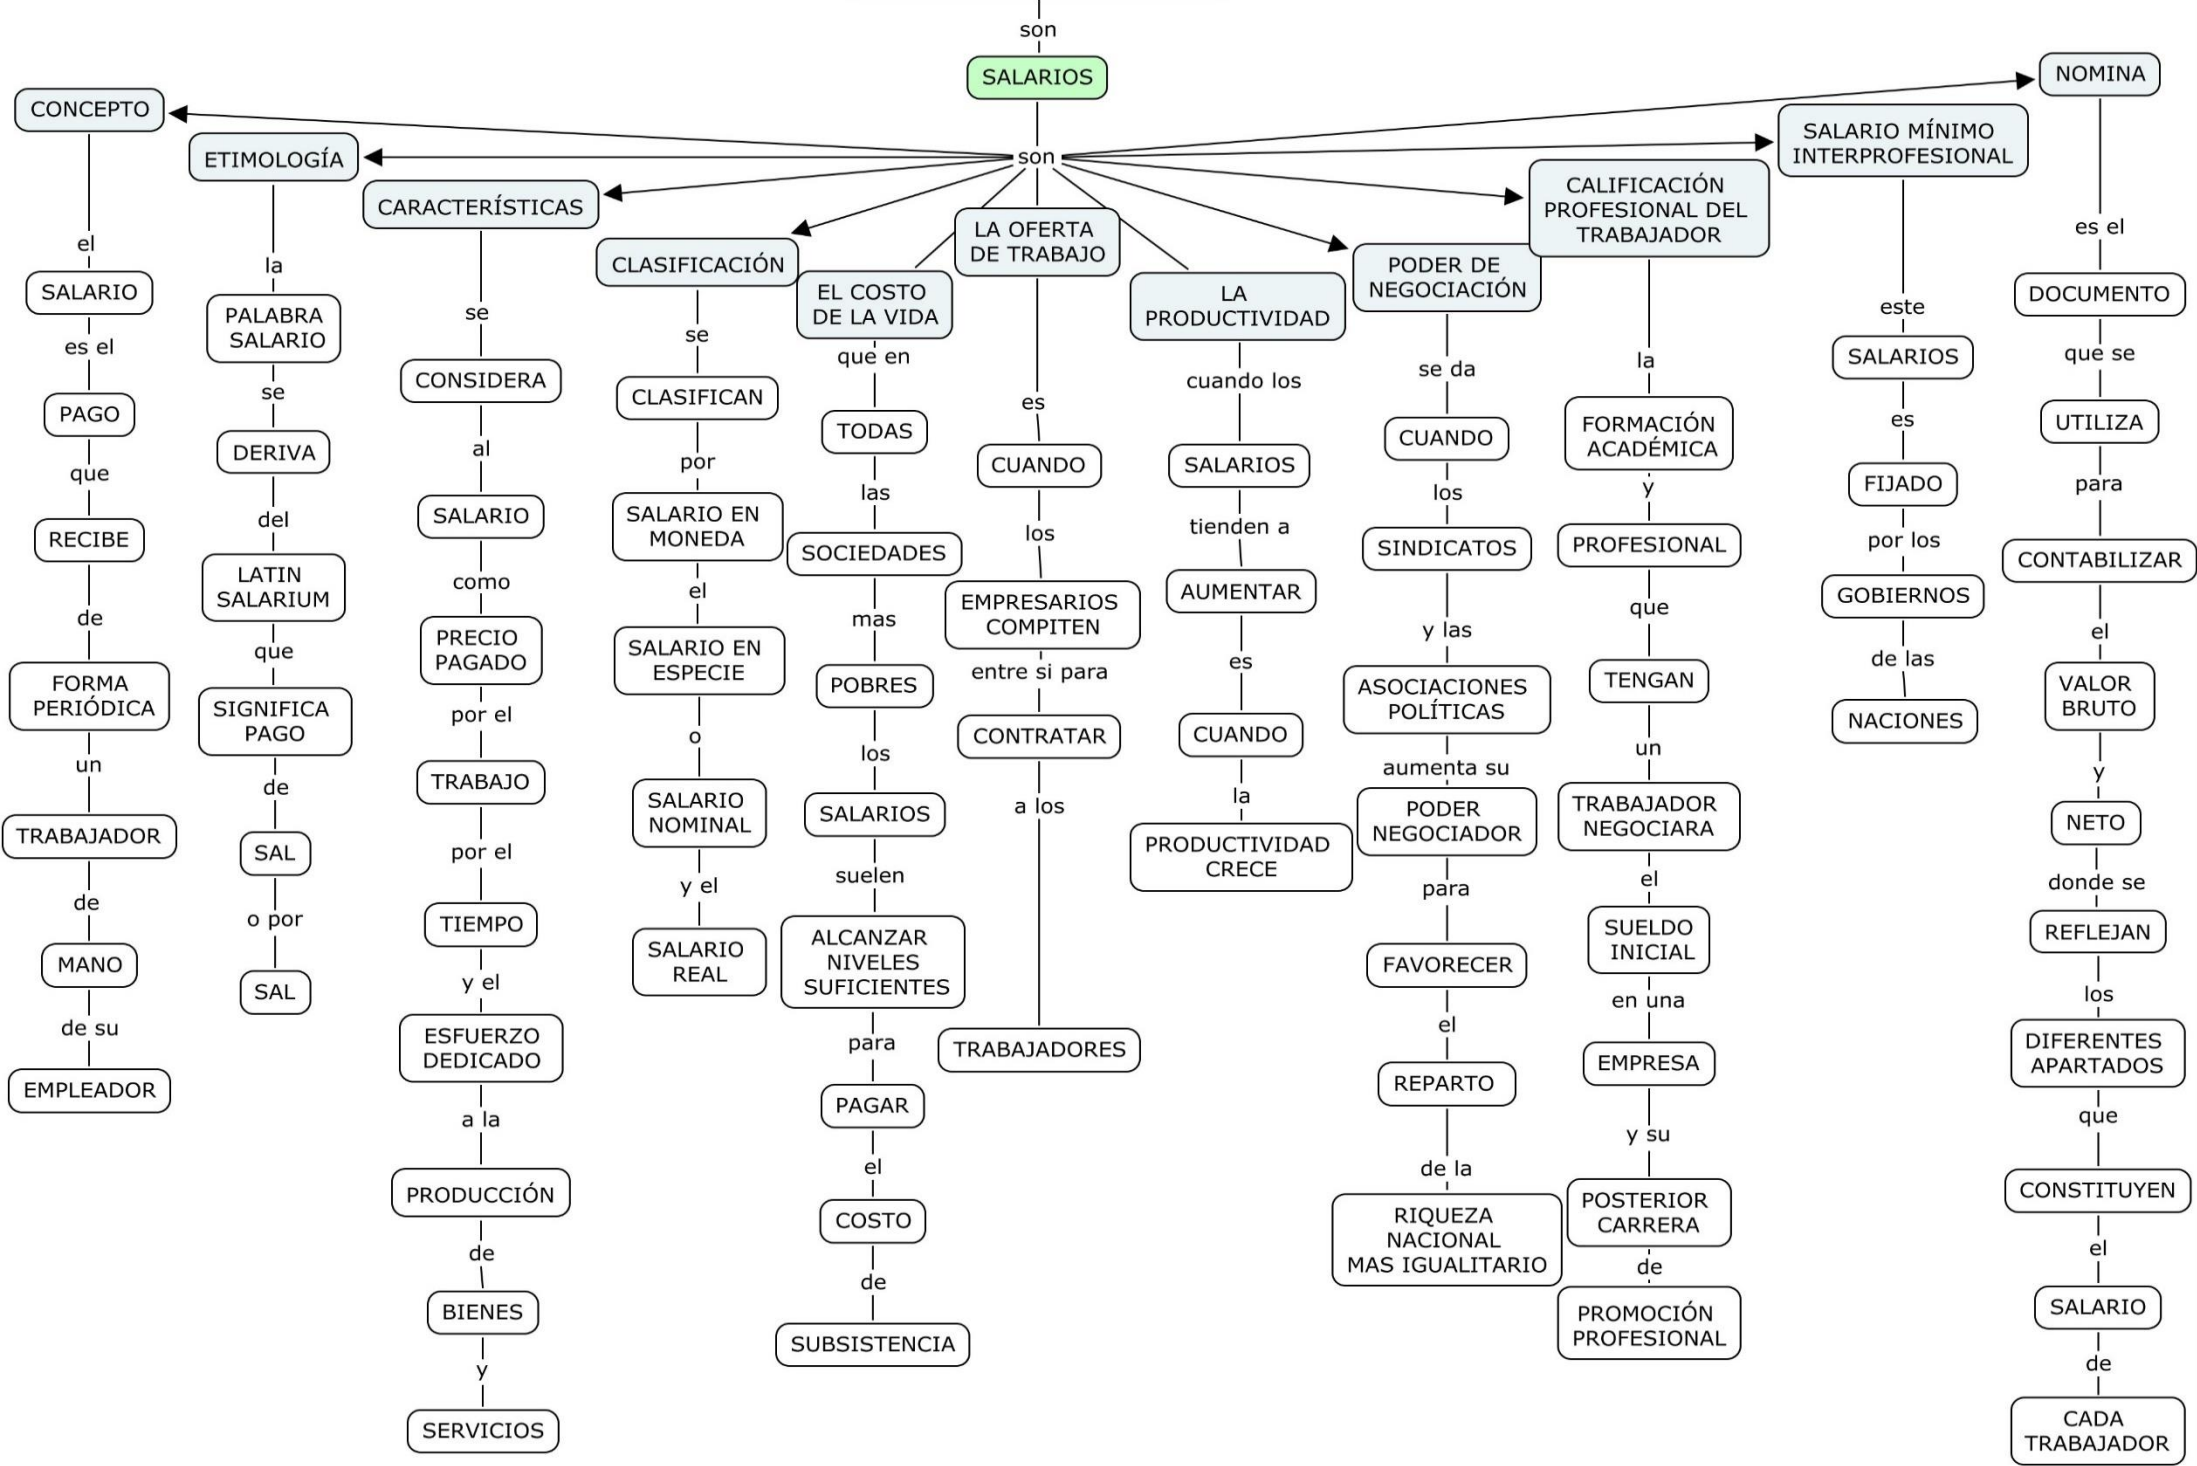 son
SALARIOS
son
CONCEPTO
el
SALARIO
es el
PAGO
que
RECIBE
de
FORMA
PERIÓDICA
un
TRABAJADOR
de
MANO
de su
EMPLEADOR
ETIMOLOGÍA
la
PALABRA
SALARIO
se
DERIVA
del
LATIN
SALARIUM
que
SIGNIFICA
PAGO
de
SAL
o por
SAL
CARACTERÍSTICAS
se
CONSIDERA
al
SALARIO
como
PRECIO
PAGADO
por el
TRABAJO
por el
TIEMPO
y el
ESFUERZO
DEDICADO
a la
PRODUCCIÓN
de
BIENES
y
SERVICIOS
CLASIFICACIÓN
se
CLASIFICAN
por
SALARIO EN
MONEDA
el
SALARIO EN
ESPECIE
o
SALARIO
NOMINAL
y el
SALARIO
REAL
EL COSTO
DE LA VIDA
que en
TODAS
las
SOCIEDADES
mas
POBRES
los
SALARIOS
suelen
ALCANZAR
NIVELES
SUFICIENTES
para
PAGAR
el
COSTO
de
SUBSISTENCIA
LA OFERTA
DE TRABAJO
es
CUANDO
los
EMPRESARIOS
COMPITEN
entre si para
CONTRATAR
a los
TRABAJADORES
LA
PRODUCTIVIDAD
cuando los
SALARIOS
tienden a
AUMENTAR
es
CUANDO
la
PRODUCTIVIDAD
CRECE
PODER DE
NEGOCIACIÓN
se da
CUANDO
los
SINDICATOS
y las
ASOCIACIONES
POLÍTICAS
aumenta su
PODER
NEGOCIADOR
para
FAVORECER
el
REPARTO
de la
RIQUEZA
NACIONAL
MAS IGUALITARIO
CALIFICACIÓN
PROFESIONAL DEL
TRABAJADOR
la
FORMACIÓN
ACADÉMICA
y
PROFESIONAL
que
TENGAN
un
TRABAJADOR
NEGOCIARA
el
SUELDO
INICIAL
en una
EMPRESA
y su
POSTERIOR
CARRERA
de
PROMOCIÓN
PROFESIONAL
SALARIO MÍNIMO
INTERPROFESIONAL
este
SALARIOS
es
FIJADO
por los
GOBIERNOS
de las
NACIONES
NOMINA
es el
DOCUMENTO
que se
UTILIZA
para
CONTABILIZAR
el
VALOR
BRUTO
y
NETO
donde se
REFLEJAN
los
DIFERENTES
APARTADOS
que
CONSTITUYEN
el
SALARIO
de
CADA
TRABAJADOR